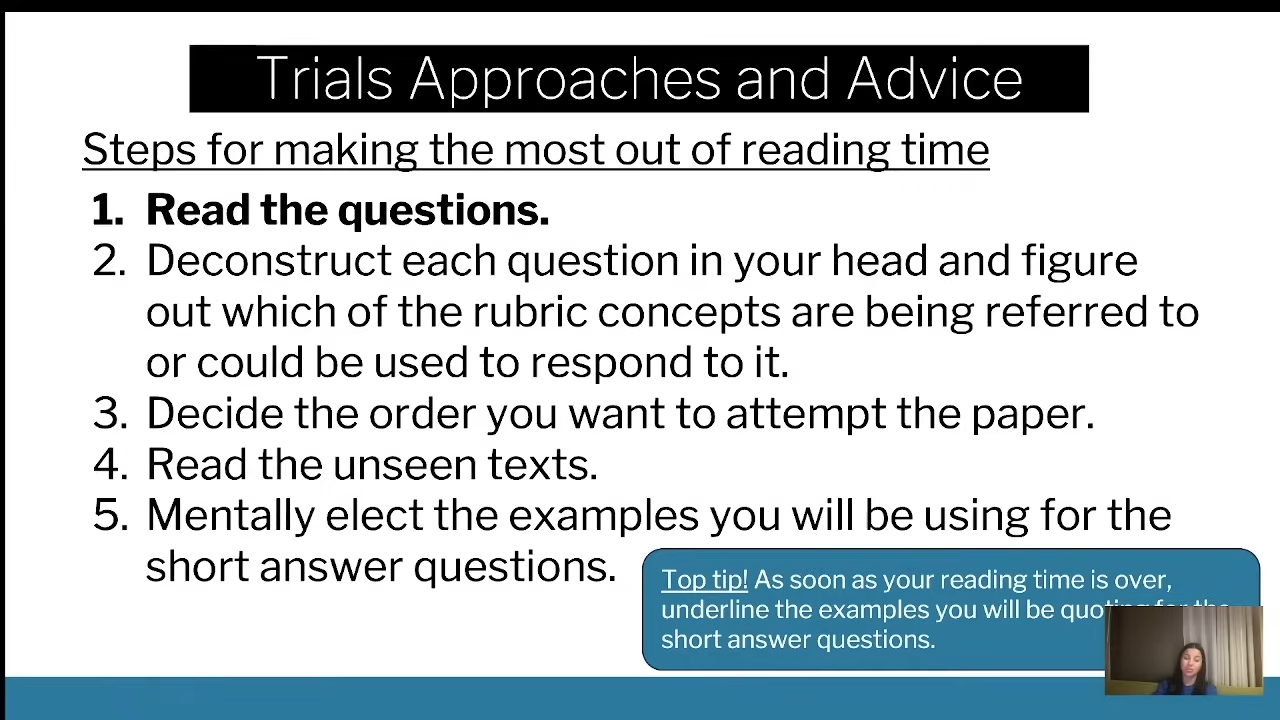 Trials Approaches and Advice
Steps for making the most out of reading time
1. Read the questions.
2. Deconstruct each question in your head and figure
out which of the rubric concepts are being referred to
or could be used to respond to it.
3. Decide the order you want to attempt the paper.
4. Read the unseen texts.
5. Mentally elect the examples you will be using for the
short answer questions.
Top tip! As soon as your reading time is over,
underline the examples you will be quoting for the
short answer questions.